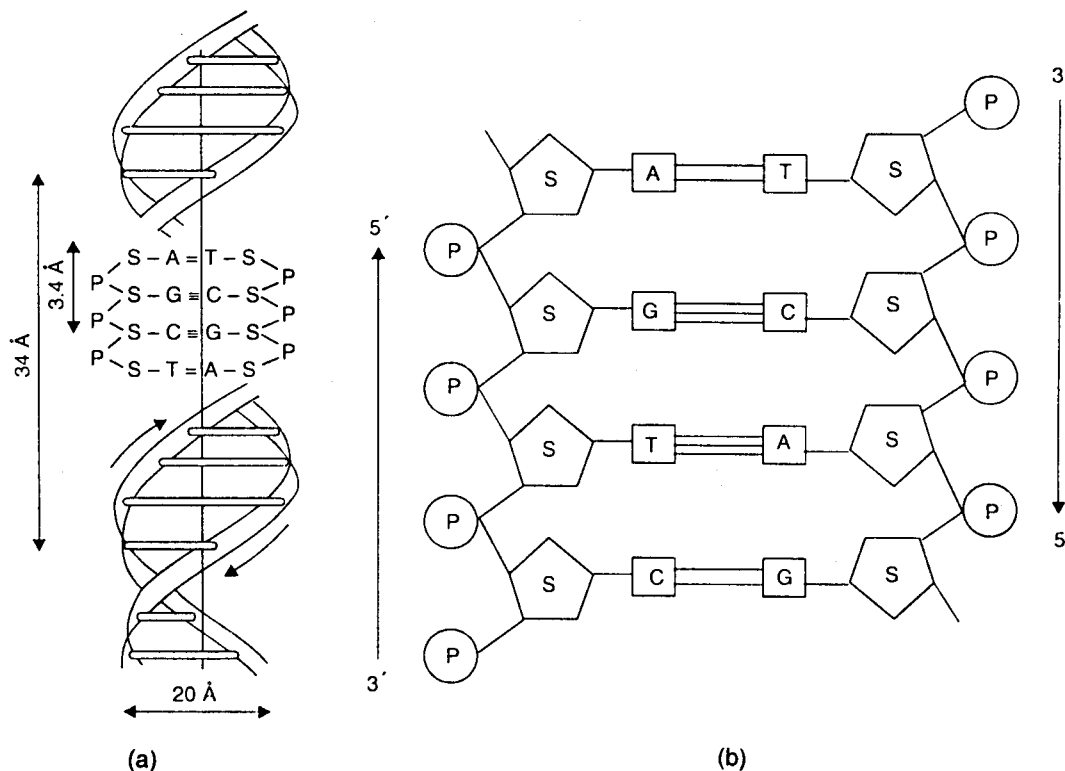 S – A = T – S
P
P
S – G ≡ C – S
P
P
S – C ≡ G – S
P
P
S – T = A – S
3.4 Å
34 Å
20 Å
(a)
5´
3´
3
5
P
S A T S
P
P
S G C S
P
P
S T A S
P
P
S C G S
P
(b)